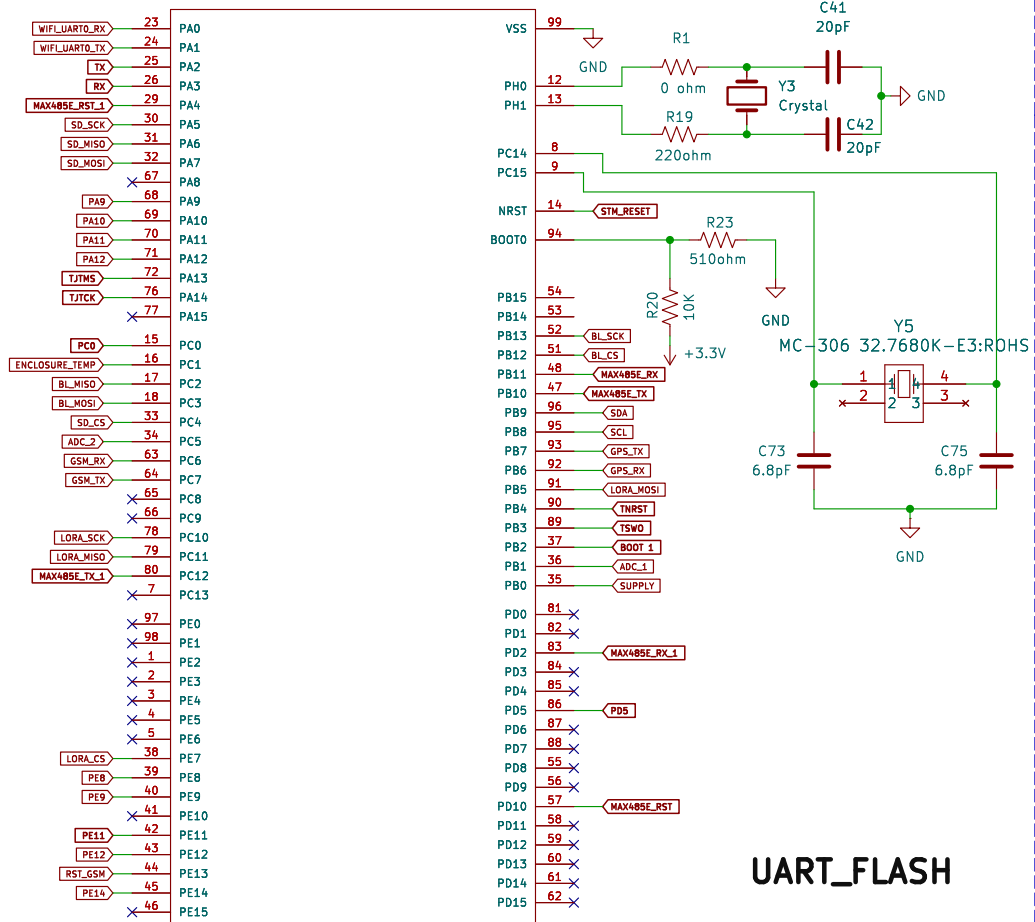 WIFI_UART0_RX 23 PA0
WIFI_UART0_TX 24 PA1
TX 25 PA2
RX 26 PA3
MAX485E_RST_1 29 PA4
SD_SCK 30 PA5
SD_MISO 31 PA6
SD_MOSI 32 PA7
67 PA8
PA9 68 PA9
PA10 69 PA10
PA11 70 PA11
PA12 71 PA12
TJTMS 72 PA13
TJTCK 76 PA14
77 PA15
PC0 15 PC0
ENCLOSURE_TEMP 16 PC1
BL_MISO 17 PC2
BL_MOSI 18 PC3
SD_CS 33 PC4
ADC_2 34 PC5
GSM_RX 63 PC6
GSM_TX 64 PC7
65 PC8
66 PC9
LORA_SCK 78 PC10
LORA_MISO 79 PC11
MAX485E_TX_1 80 PC12
7 PC13
97 PE0
98 PE1
1 PE2
2 PE3
3 PE4
4 PE5
5 PE6
LORA_CS 38 PE7
PE8 39 PE8
PE9 40 PE9
41 PE10
PE11 42 PE11
PE12 43 PE12
RST_GSM 44 PE13
PE14 45 PE14
46 PE15
VSS 99
GND
PH0 12
PH1 13
PC14 8
PC15 9
NRST 14 STM_RESET
BOOT0 94
PB15 54
PB14 53
PB13 52 BL_SCK
PB12 51 BL_CS
PB11 48 MAX485E_RX
PB10 47 MAX485E_TX
PB9 96 SDA
PB8 95 SCL
PB7 93 GPS_TX
PB6 92 GPS_RX
PB5 91 LORA_MOSI
PB4 90 TNRST
PB3 89 TSWO
PB2 37 BOOT 1
PB1 36 ADC_1
PB0 35 SUPPLY
PD0 81
PD1 82
PD2 83 MAX485E_RX_1
PD3 84
PD4 85
PD5 86 PD5
PD6 87
PD7 88
PD8 55
PD9 56
PD10 57 MAX485E_RST
PD11 58
PD12 59
PD13 60
PD14 61
PD15 62
R1
0 ohm
R19
220ohm
Y3
Crystal
C41
20pF
C42
20pF
GND
R23
510ohm
GND
R20
10K
+3.3V
Y5
MC-306 32.7680K-E3:ROHS
1 1 4 4
2 2 3 3
C73
6.8pF
C75
6.8pF
GND
UART_FLASH